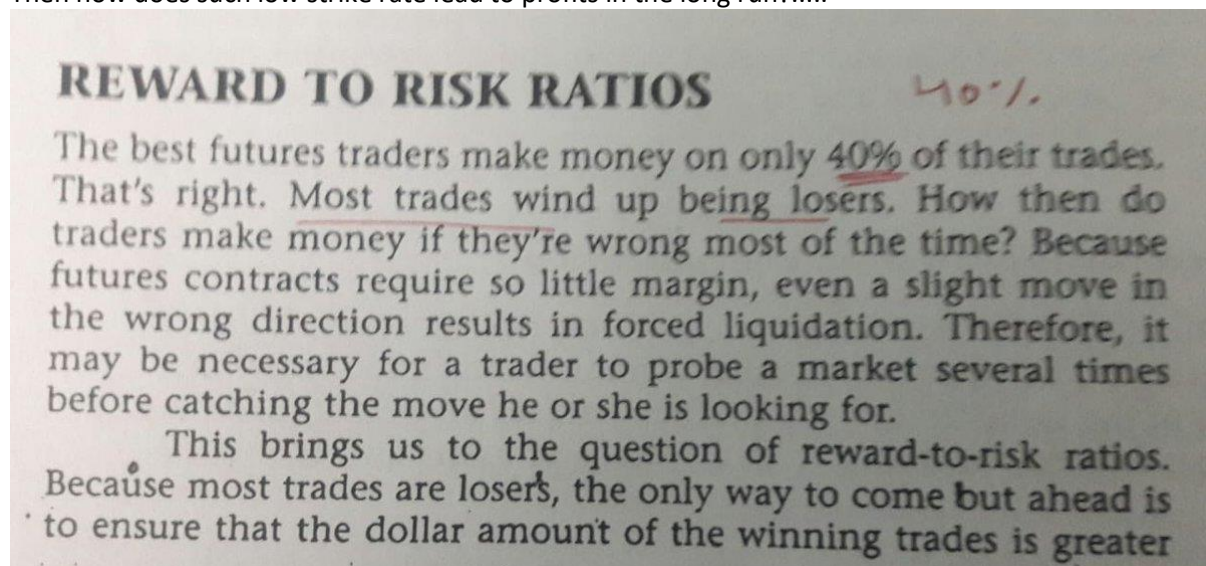 Then how does such low strike rate lead to profits in the long run?.....
REWARD TO RISK RATIOS
40%
The best futures traders make money on only 40% of their trades.
That's right. Most trades wind up being losers. How then do
traders make money if they're wrong most of the time? Because
futures contracts require so little margin, even a slight move in
the wrong direction results in forced liquidation. Therefore, it
may be necessary for a trader to probe a market several times
before catching the move he or she is looking for.
This brings us to the question of reward-to-risk ratios.
Because most trades are losers, the only way to come but ahead is
to ensure that the dollar amount of the winning trades is greater